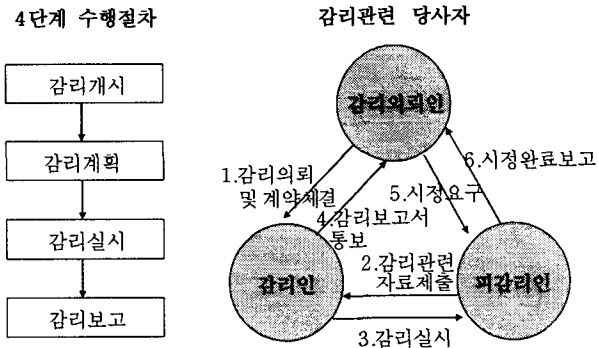 4단계 수행절차
감리개시
감리계획
감리실시
감리보고
감리관련 당사자
감리의뢰인
1.감리의뢰
및 계약체결
4.감리보고서
통보
5.시정요구
6.시정완료보고
감리인
2.감리관련
자료제출
피감리인
3.감리실시